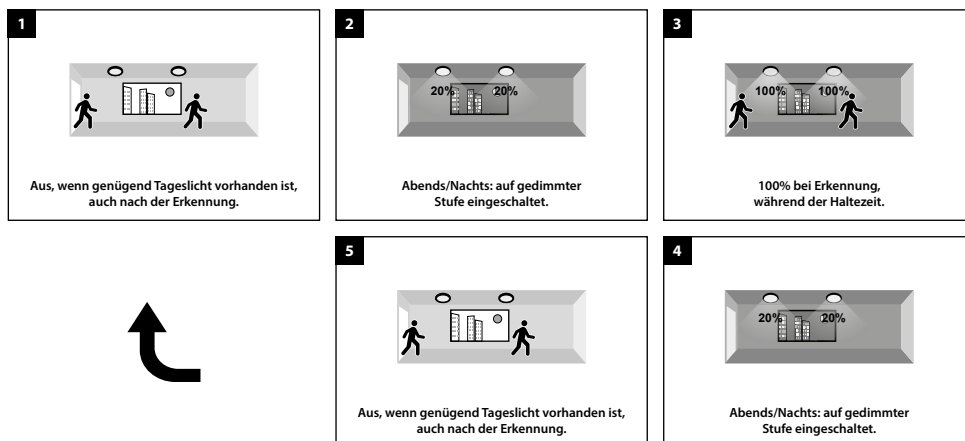 1
Aus, wenn genügend Tageslicht vorhanden ist,
auch nach der Erkennung.
2
20% 20%
Abends/Nachts: auf gedimmter
Stufe eingeschaltet.
3
100% 100%
100% bei Erkennung,
während der Haltezeit.
5
Aus, wenn genügend Tageslicht vorhanden ist,
auch nach der Erkennung.
4
20% 20%
Abends/Nachts: auf gedimmter
Stufe eingeschaltet.